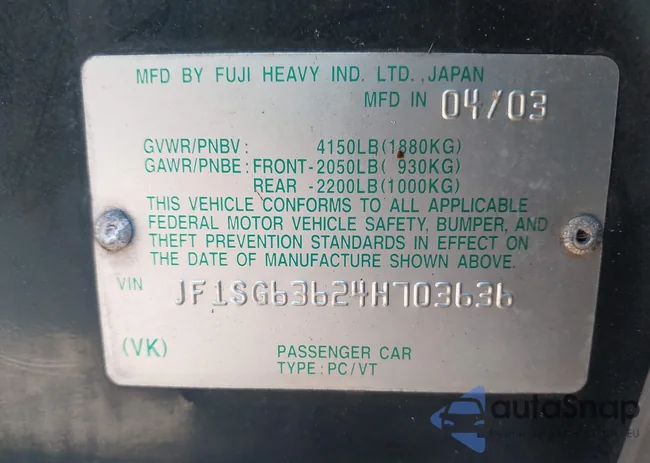 MFD BY FUJI HEAVY IND. LTD., JAPAN
MFD IN 04/03
GVWR/PNBV: 4150LB(1880KG)
GAWR/PNBE: FRONT-2050LB( 930KG)
REAR -2200LB(1000KG)
THIS VEHICLE CONFORMS TO ALL APPLICABLE
FEDERAL MOTOR VEHICLE SAFETY, BUMPER, AND
THEFT PREVENTION STANDARDS IN EFFECT ON
THE DATE OF MANUFACTURE SHOWN ABOVE.
VIN JF1SG63624H703636
(VK) PASSENGER CAR
TYPE: PC/VT
autoSnap